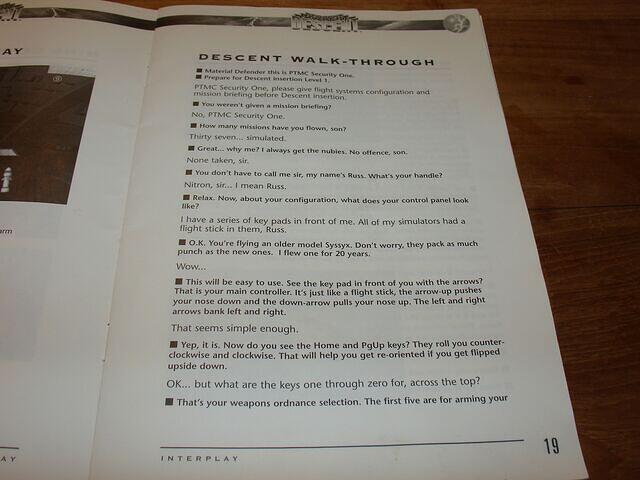 AY
®
arm
AY
DESCENT
DESCENT WALK-THROUGH
■ Material Defender this is PTMC Security One.
■ Prepare for Descent insertion Level 1.
PTMC Security One, please give flight systems configuration and
mission briefing before Descent insertion.
■ You weren't given a mission briefing?
No, PTMC Security One.
■ How many missions have you flown, son?
Thirty seven... simulated.
■ Great... why me? I always get the nubies. No offence, son.
None taken, sir.
■ You don't have to call me sir, my name's Russ. What's your handle?
Nitron, sir... I mean Russ.
■ Relax. Now, about your configuration, what does your control panel look
like?
I have a series of key pads in front of me. All of my simulators had a
flight stick in them, Russ.
■ O.K. You're flying an older model Syssyx. Don't worry, they pack as much
punch as the new ones. I flew one for 20 years.
Wow...
■ This will be easy to use. See the key pad in front of you with the arrows?
That is your main controller. It's just like a flight stick, the arrow-up pushes
your nose down and the down-arrow pulls your nose up. The left and right
arrows bank left and right.
That seems simple enough.
■ Yep, it is. Now do you see the Home and PgUp keys? They roll you counter-
clockwise and clockwise. That will help you get re-oriented if you get flipped
upside down.
OK... but what are the keys one through zero for, across the top?
■ That's your weapons ordnance selection. The first five are for arming your
INTERPLAY
19